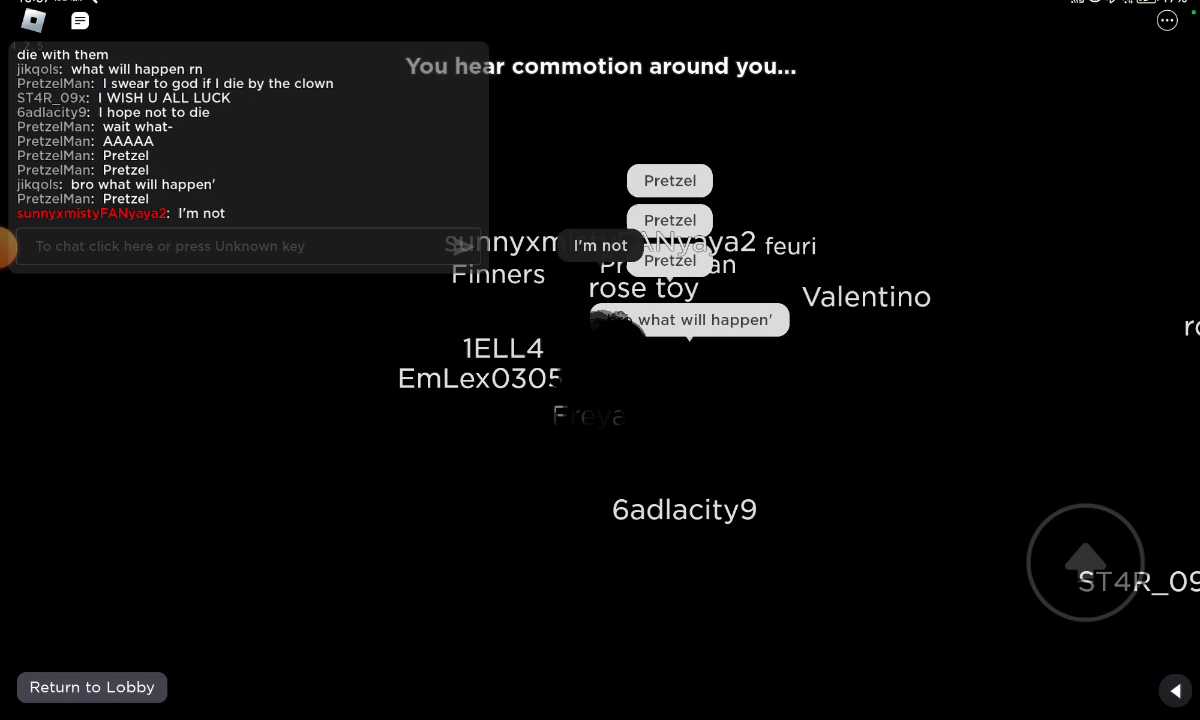 die with them
jikqols: what will happen rn
PretzelMan: I swear to god if I die by the clown
ST4R_09x: I WISH U ALL LUCK
6adlacity9: I hope not to die
PretzelMan: wait what-
PretzelMan: AAAAA
PretzelMan: Pretzel
PretzelMan: Pretzel
jikqols: bro what will happen'
PretzelMan: Pretzel
sunnyxmistyFANyaya2: I'm not
To chat click here or press Unknown key
You hear commotion around you...
Pretzel
Pretzel
sunnyxmistyFANyaya2
I'm not
feuri
Pretzel
Finners
rose toy
Valentino
what will happen'
1ELL4
EmLex0305
Freya
6adlacity9
ST4R_09
Return to Lobby